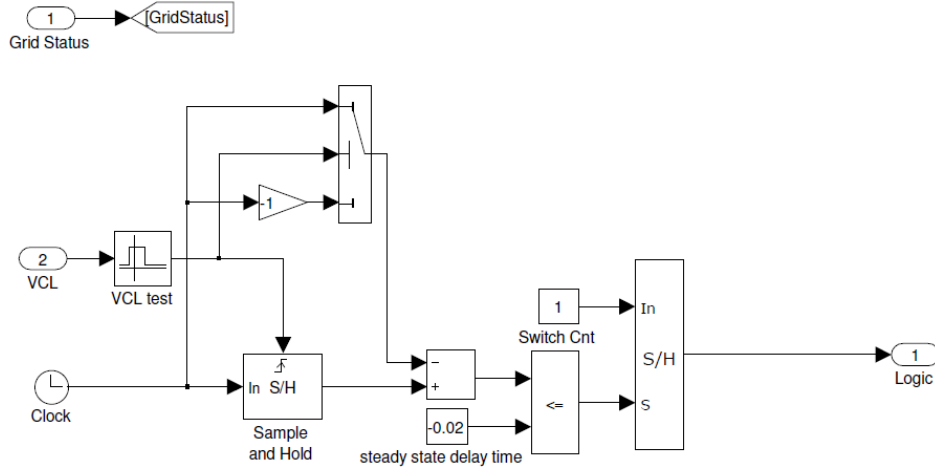 1
[GridStatus]
Grid Status
-1
2
VCL
VCL test
1
In
Switch Cnt
S/H
1
Logic
Clock
In S/H
-
+
<=
S
Sample
and Hold
-0.02
steady state delay time